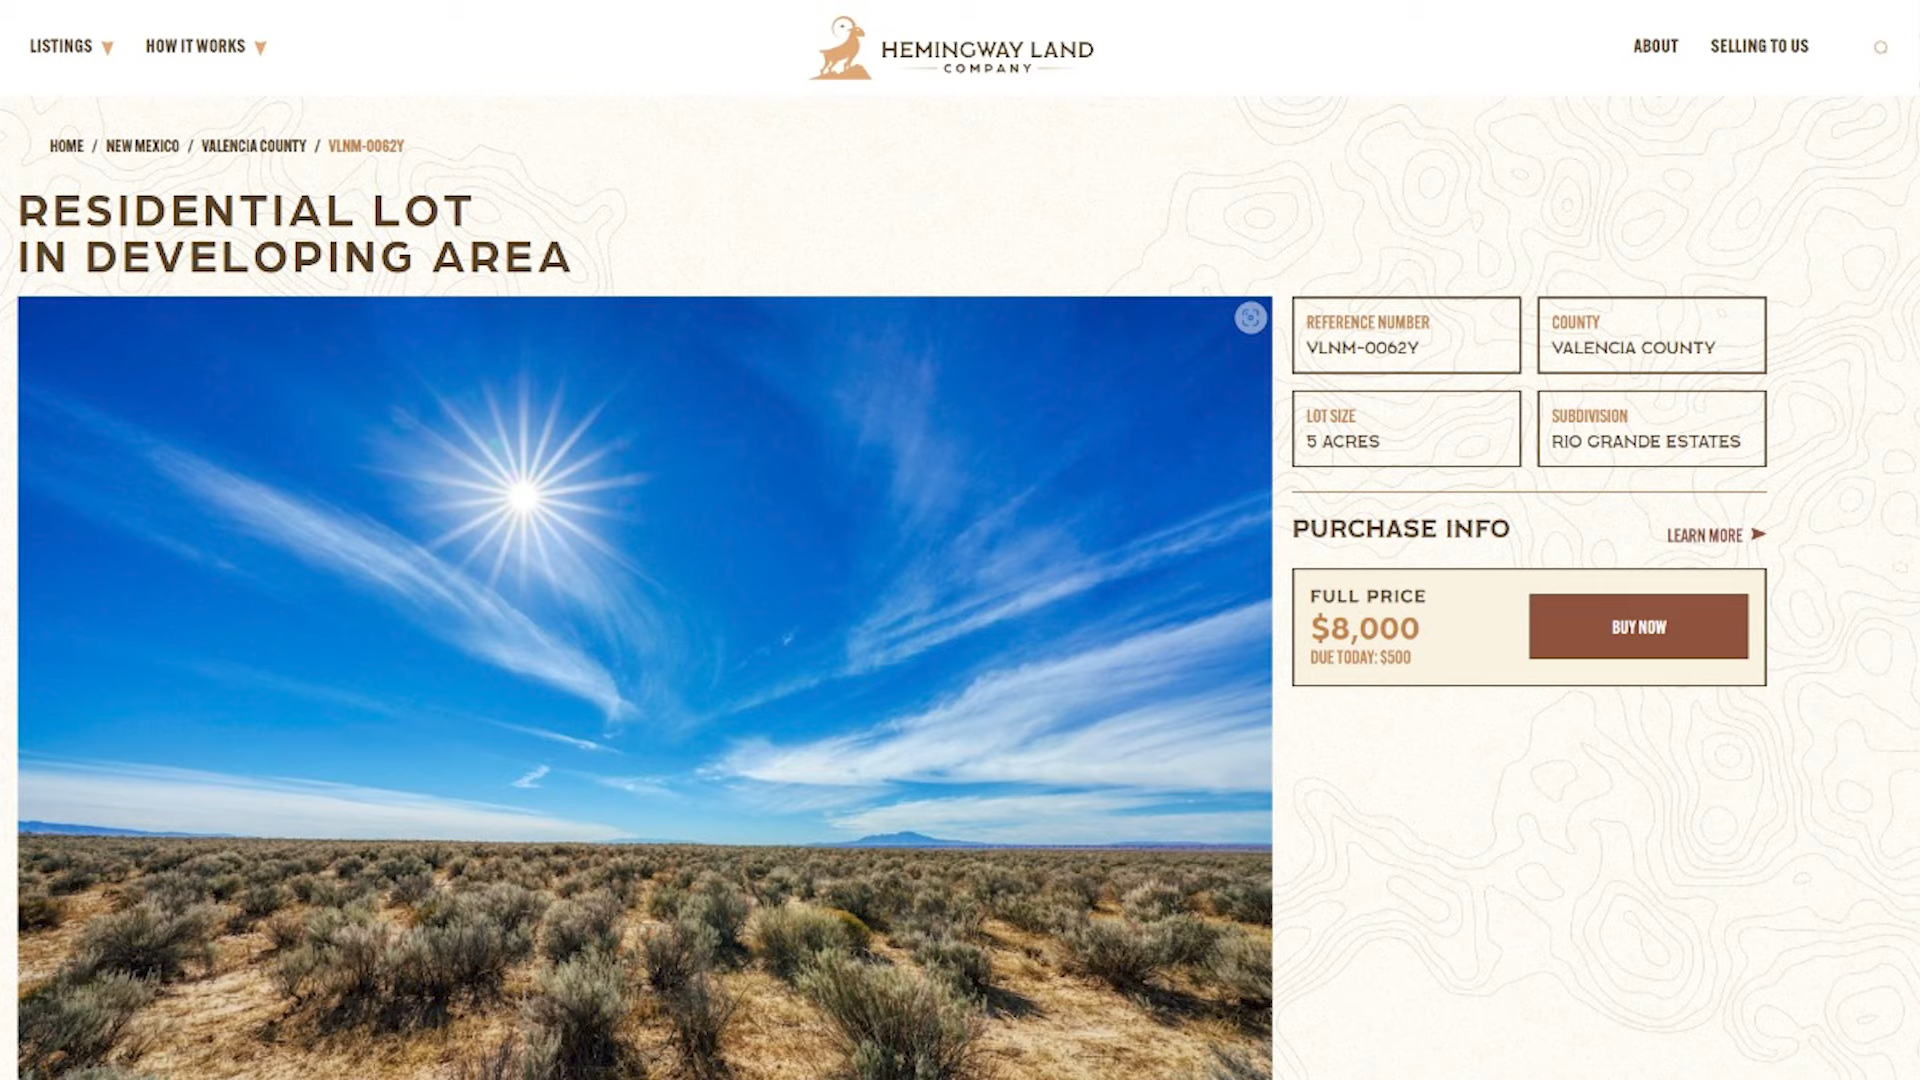 LISTINGS
HOW IT WORKS
HEMINGWAY LAND
COMPANY
ABOUT
SELLING TO US
HOME / NEW MEXICO / VALENCIA COUNTY / VLNM-0062Y
RESIDENTIAL LOT
IN DEVELOPING AREA
REFERENCE NUMBER
VLNM-0062Y
COUNTY
VALENCIA COUNTY
LOT SIZE
5 ACRES
SUBDIVISION
RIO GRANDE ESTATES
PURCHASE INFO
LEARN MORE
FULL PRICE
$8,000
DUE TODAY: $500
BUY NOW